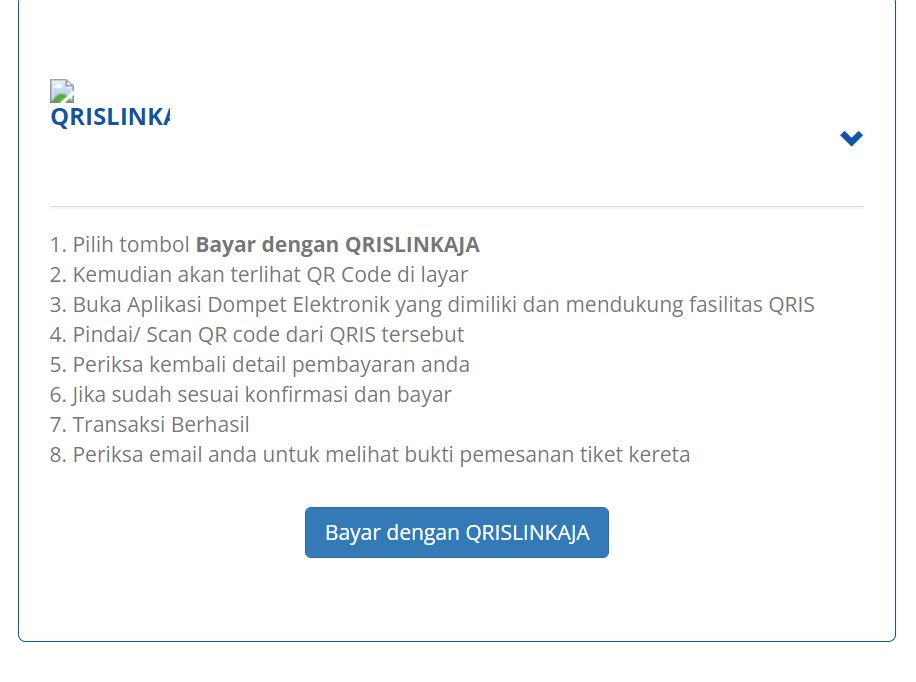 QRISLINKA
1. Pilih tombol Bayar dengan QRISLINKAJA
2. Kemudian akan terlihat QR Code di layar
3. Buka Aplikasi Dompet Elektronik yang dimiliki dan mendukung fasilitas QRIS
4. Pindai/ Scan QR code dari QRIS tersebut
5. Periksa kembali detail pembayaran anda
6. Jika sudah sesuai konfirmasi dan bayar
7. Transaksi Berhasil
8. Periksa email anda untuk melihat bukti pemesanan tiket kereta
Bayar dengan QRISLINKAJA